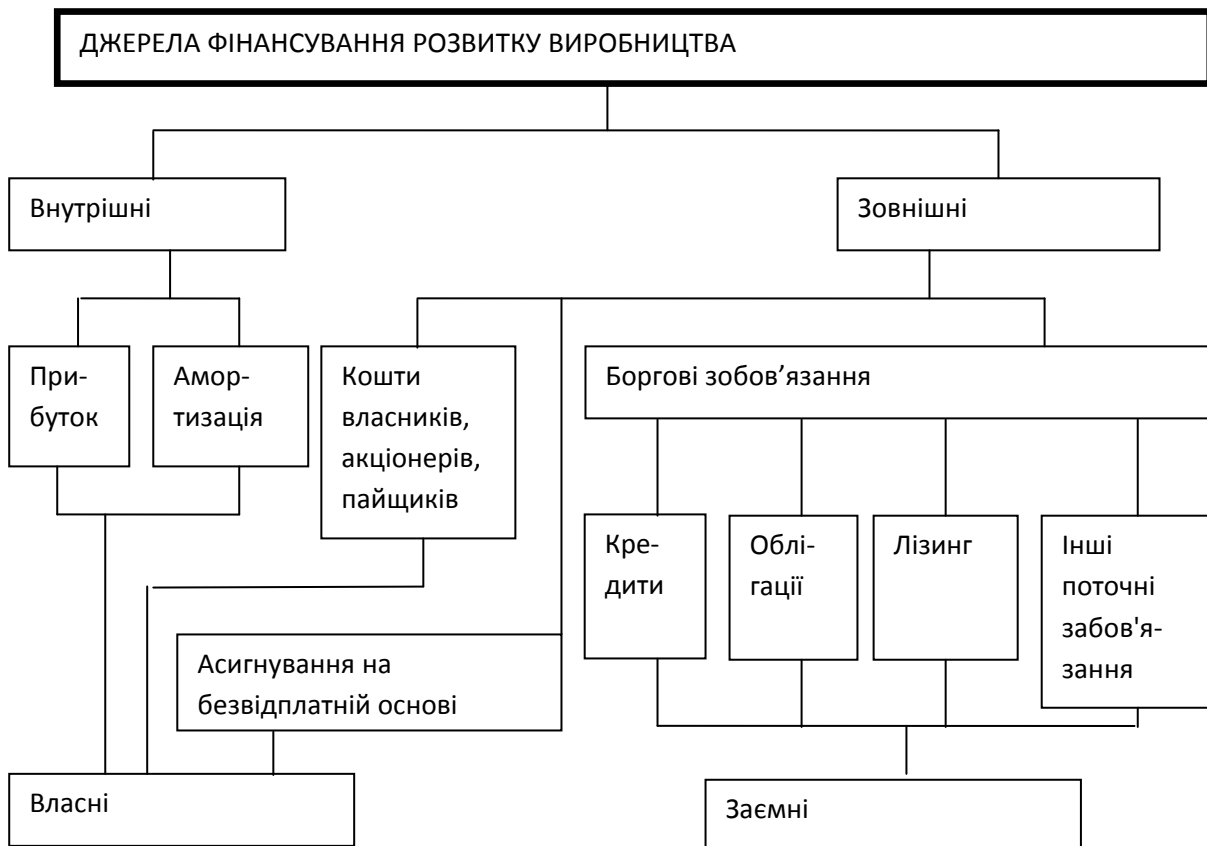 ДЖЕРЕЛА ФІНАНСУВАННЯ РОЗВИТКУ ВИРОБНИЦТВА
Внутрішні
Зовнішні
При-
буток
Амор-
тизація
Кошти
власників,
акціонерів,
пайщиків
Боргові зобов’язання
Кре-
дити
Облі-
гації
Лізинг
Інші
поточні
забов'я-
зання
Асигнування на
безвідплатній основі
Власні
Заємні